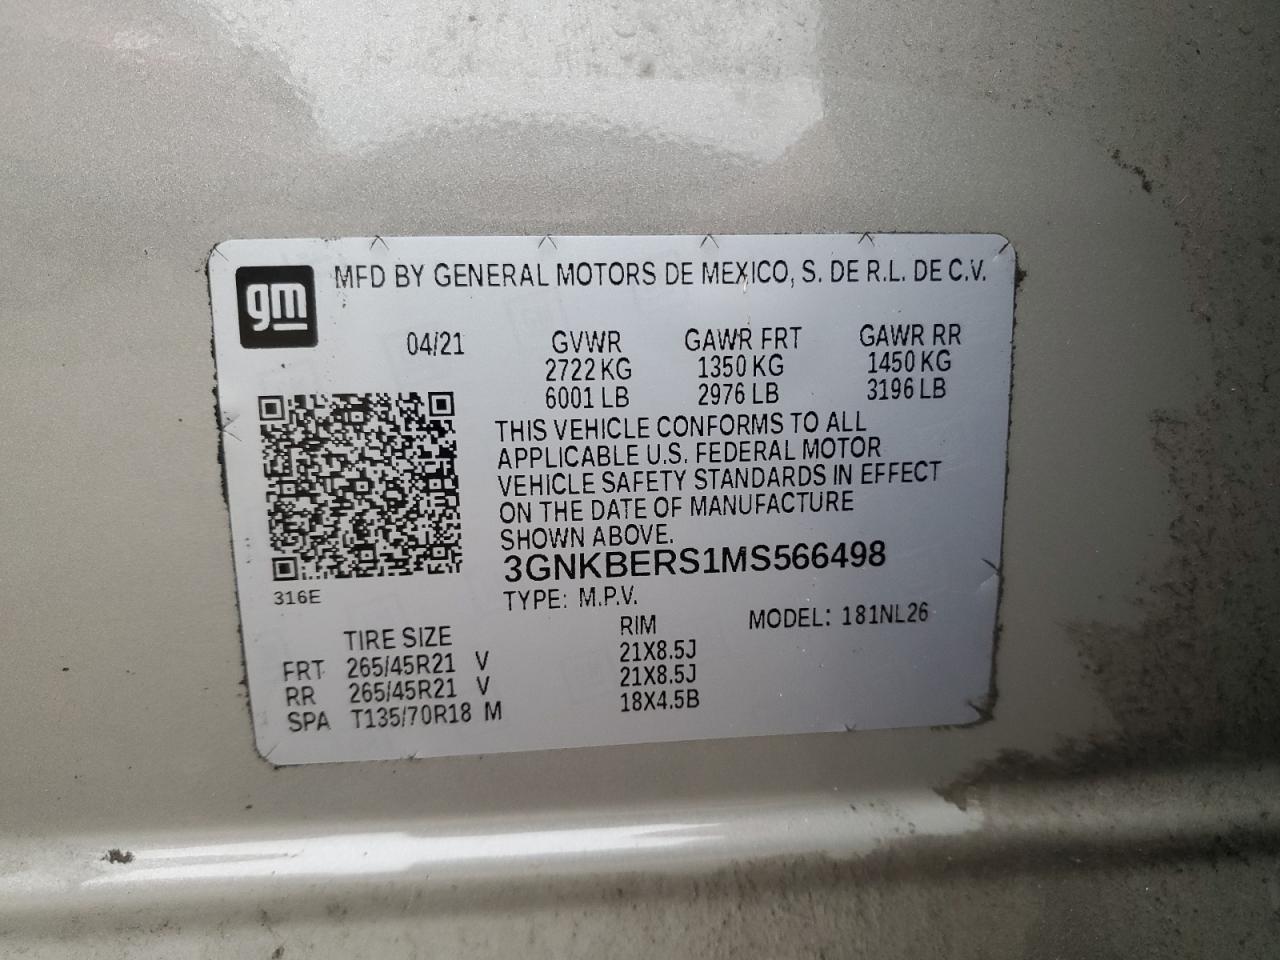 gm
MFD BY GENERAL MOTORS DE MEXICO, S. DE R.L. DE C.V.
04/21 GVWR GAWR FRT GAWR RR
2722 KG 1350 KG 1450 KG
6001 LB 2976 LB 3196 LB
THIS VEHICLE CONFORMS TO ALL
APPLICABLE U.S. FEDERAL MOTOR
VEHICLE SAFETY STANDARDS IN EFFECT
ON THE DATE OF MANUFACTURE
SHOWN ABOVE.
3GNKBERS1MS566498
316E
TYPE: M.P.V. MODEL: 181NL26
TIRE SIZE RIM
FRT 265/45R21 V 21X8.5J
RR 265/45R21 V 21X8.5J
SPA T135/70R18 M 18X4.5B